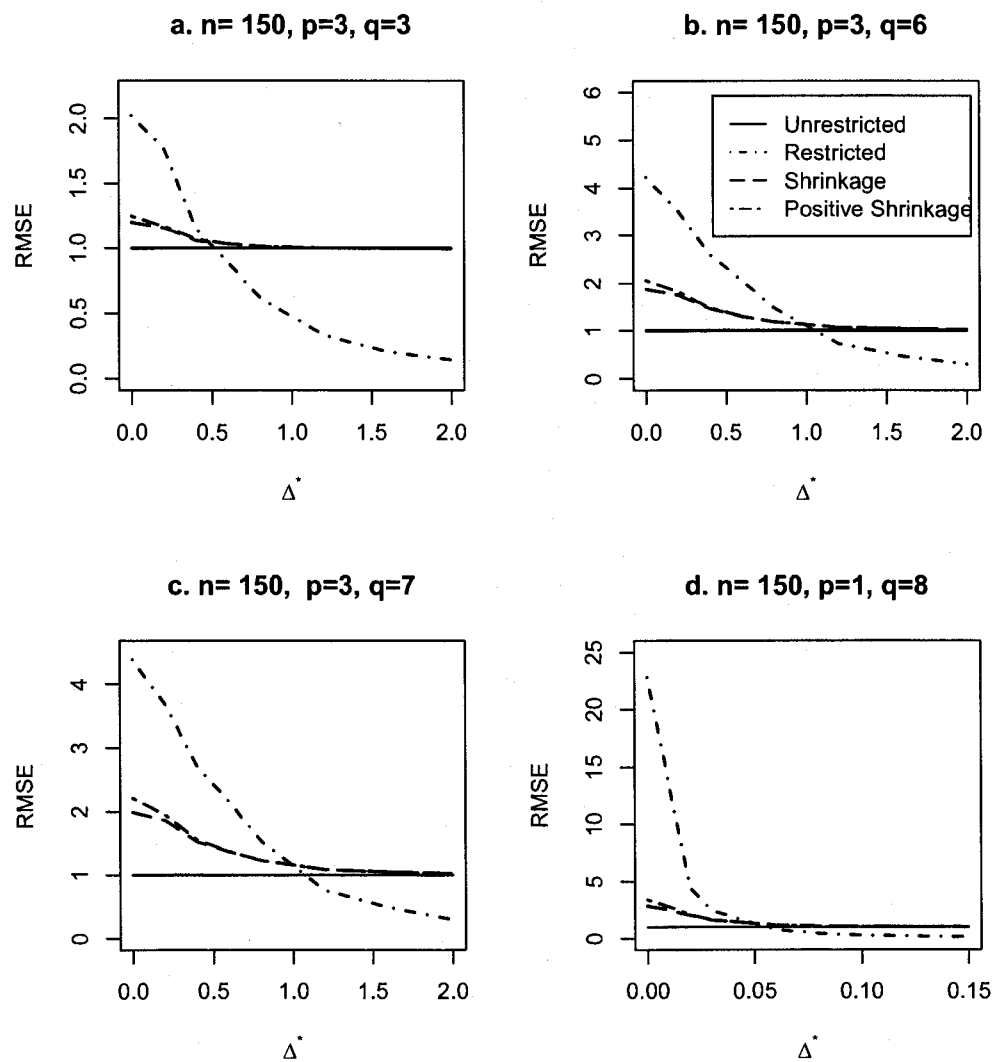 a. n= 150, p=3, q=3
RMSE
0.0 0.5 1.0 1.5 2.0
0.0 0.5 1.0 1.5 2.0
Δ*
b. n= 150, p=3, q=6
RMSE
0 1 2 3 4 5 6
Unrestricted
Restricted
Shrinkage
Positive Shrinkage
0.0 0.5 1.0 1.5 2.0
Δ*
c. n= 150, p=3, q=7
RMSE
0 1 2 3 4
0.0 0.5 1.0 1.5 2.0
Δ*
d. n= 150, p=1, q=8
RMSE
0 5 10 15 20 25
0.00 0.05 0.10 0.15
Δ*